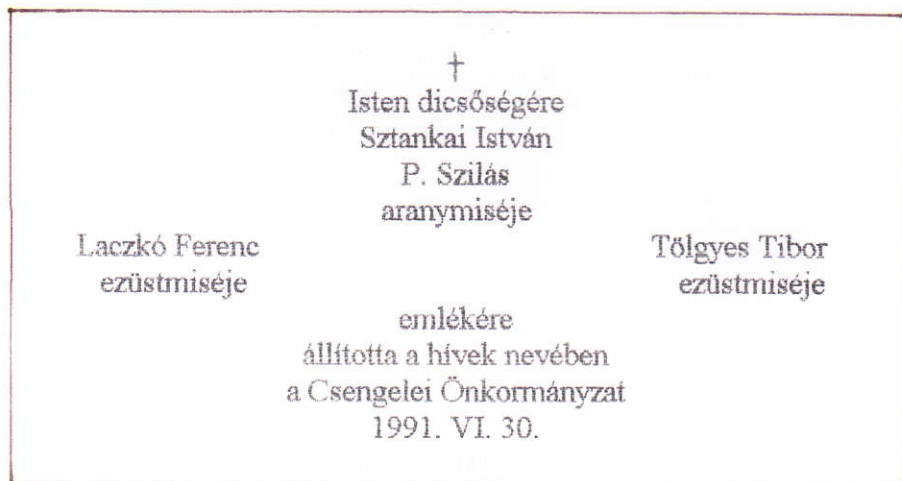 †
Isten dicsőségére
Sztankai István
P. Szilás
aranymiséje
Laczkó Ferenc
ezüstmiséje
Tölgyes Tibor
ezüstmiséje
emlékére
állította a hívek nevében
a Csengelei Önkormányzat
1991. VI. 30.